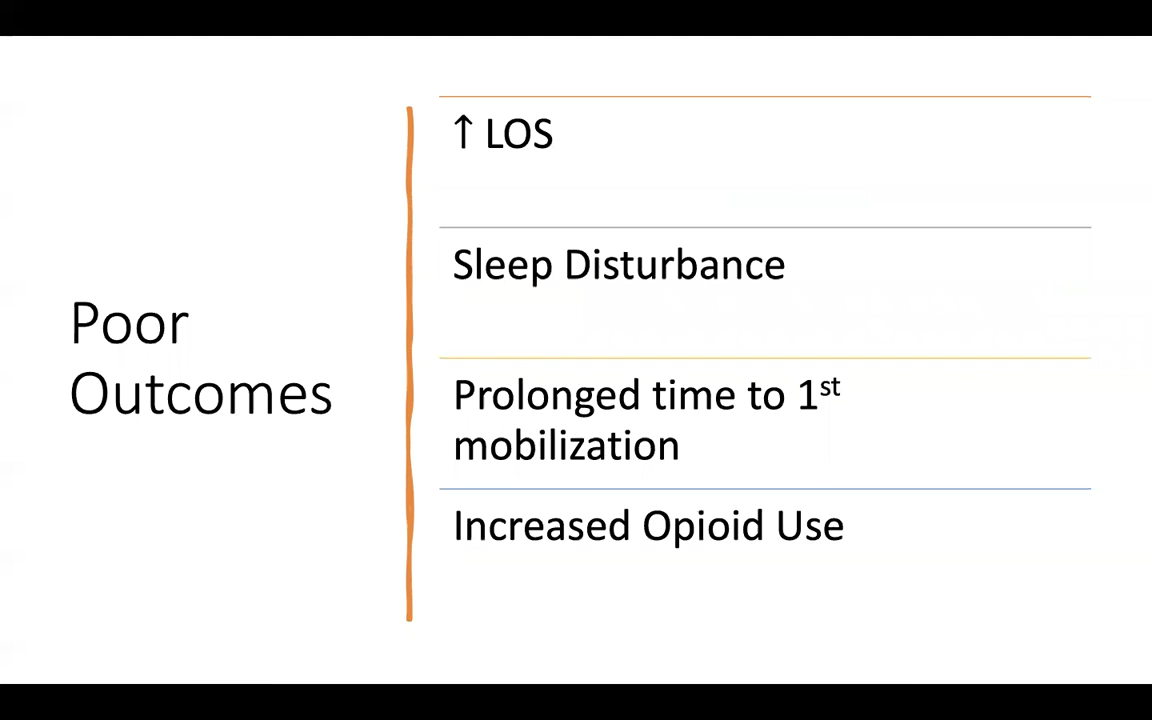 Poor
Outcomes
↑ LOS
Sleep Disturbance
Prolonged time to 1st
mobilization
Increased Opioid Use